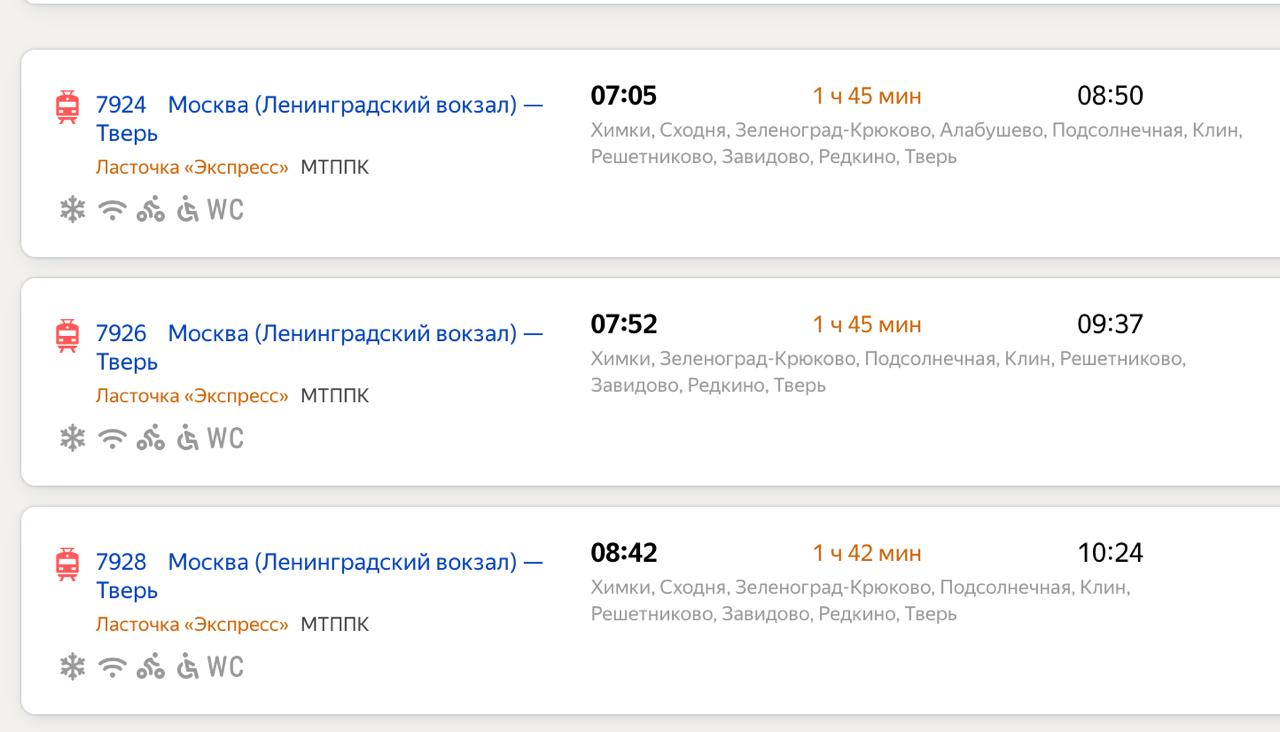 7924 Москва (Ленинградский вокзал) —
Тверь
Ласточка «Экспресс» МТППК
WC
07:05 1 ч 45 мин 08:50
Химки, Сходня, Зеленоград-Крюково, Алабушево, Подсолнечная, Клин,
Решетниково, Завидово, Редкино, Тверь
7926 Москва (Ленинградский вокзал) —
Тверь
Ласточка «Экспресс» МТППК
WC
07:52 1 ч 45 мин 09:37
Химки, Зеленоград-Крюково, Подсолнечная, Клин, Решетниково,
Завидово, Редкино, Тверь
7928 Москва (Ленинградский вокзал) —
Тверь
Ласточка «Экспресс» МТППК
WC
08:42 1 ч 42 мин 10:24
Химки, Сходня, Зеленоград-Крюково, Подсолнечная, Клин,
Решетниково, Завидово, Редкино, Тверь